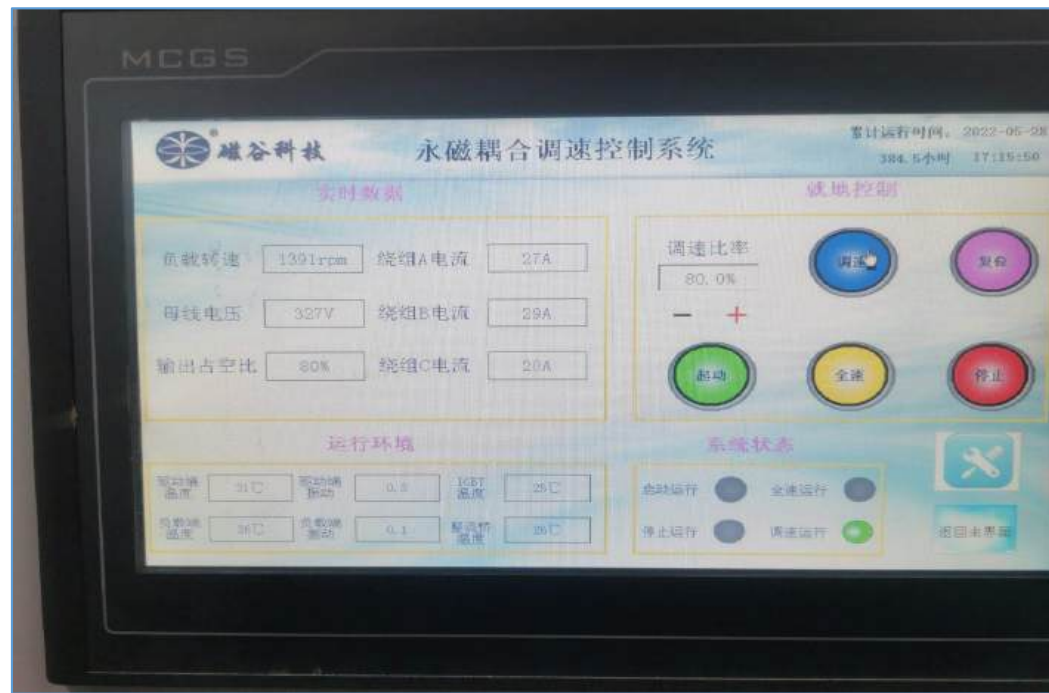 MCGS
磁谷科技
永磁耦合调速控制系统
累计运行时间: 2022-05-28
384.5小时 17:15:50
实时数据
就地控制
负载转速 1391rpm 绕组A电流 27A
母线电压 327V 绕组B电流 29A
输出占空比 80% 绕组C电流
调速比率
80.0%
调速
复位
− +
起动
全速
停止
运行环境
系统状态
驱动端温度 驱动端振动 IGBT温度 25℃
负载端温度 负载端振动 0.1 整流桥温度 26℃
启动运行 全速运行
停止运行 调速运行
返回主界面